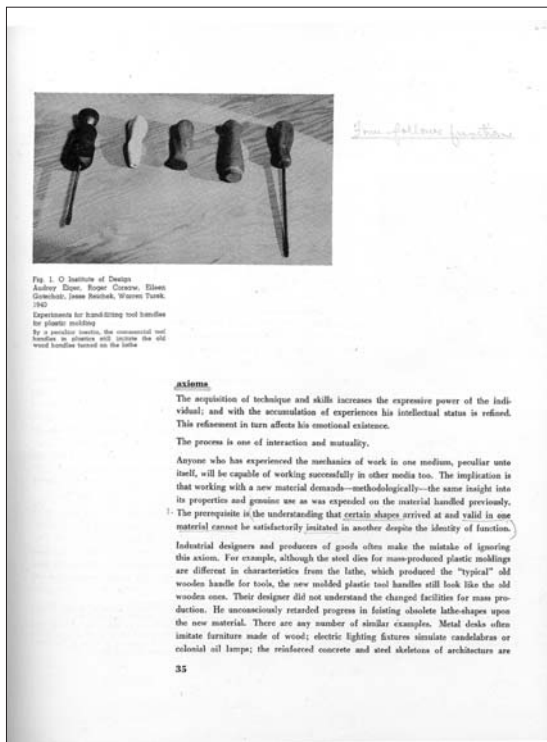 Form follows function
Fig. 1. O Institute of Design
Audrey Roger Corazzw, Eileen
Jesse Reichek, Warren Turek,
1940
Experiments for hand-fitting tool handles
for plastic molding
By a peculiar inertia, the commercial tool
handles in plastics still imitate the old
wood handles turned on the lathe
axioms
The acquisition of technique and skills increases the expressive power of the indi-
vidual; and with the accumulation of experiences his intellectual status is refined.
This refinement in turn affects his emotional existence.
The process is one of interaction and mutuality.
Anyone who has experienced the mechanics of work in one medium, peculiar unto
itself, will be capable of working successfully in other media too. The implication is
that working with a new material demands—methodologically—the same insight into
its properties and genuine use as was expended on the material handled previously.
The prerequisite is the understanding that certain shapes arrived at and valid in one
material cannot be satisfactorily imitated in another despite the identity of function.
Industrial designers and producers of goods often make the mistake of ignoring
this axiom. For example, although the steel dies for mass-produced plastic moldings
are different in characteristics from the lathe, which produced the "typical" old
wooden handle for tools, the new molded plastic tool handles still look like the old
wooden ones. Their designer did not understand the changed facilities for mass pro-
duction. He unconsciously retarded progress in foisting obsolete lathe-shapes upon
the new material. There are any number of similar examples. Metal desks often
imitate furniture made of wood; electric lighting fixtures simulate candelabras or
colonial oil lamps; the reinforced concrete and steel skeletons of architecture are
35